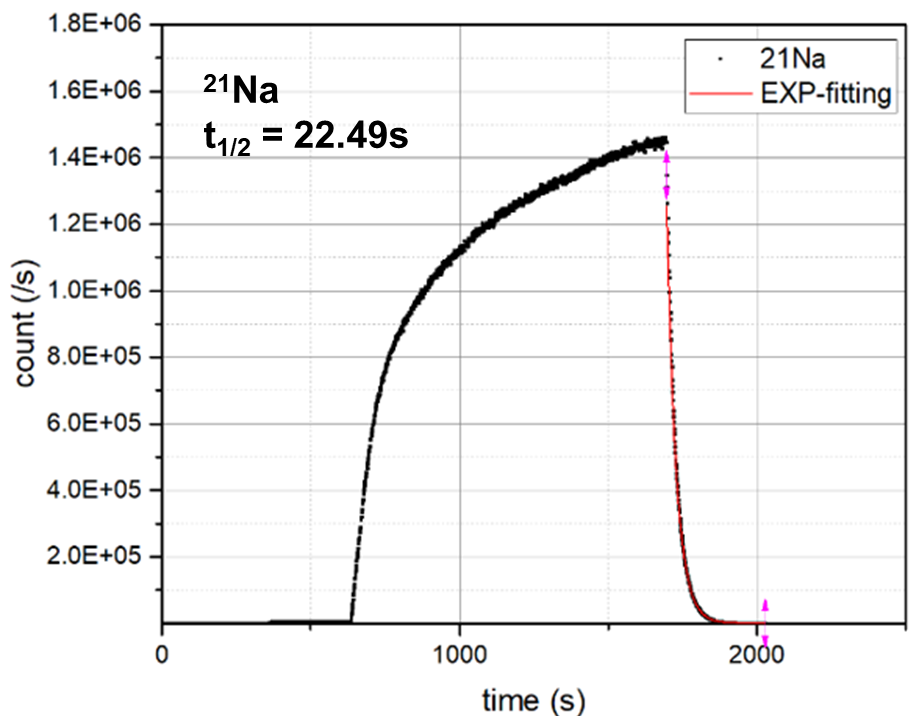 1.8E+06
1.6E+06
1.4E+06
1.2E+06
1.0E+06
8.0E+05
6.0E+05
4.0E+05
2.0E+05
count (/s)
²¹Na
t₁/₂ = 22.49s
21Na
EXP-fitting
0
1000
2000
time (s)